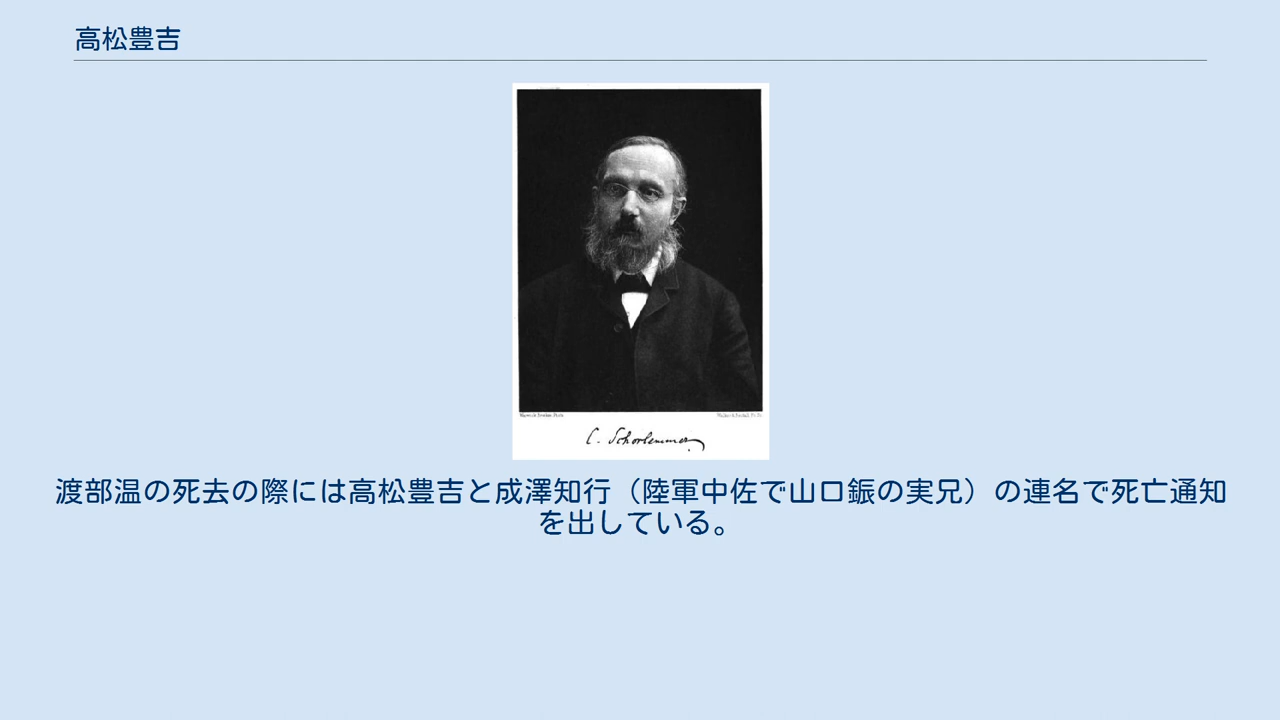 高松豊吉
C. Schorlemmer
渡部温の死去の際には高松豊吉と成澤知行（陸軍中佐で山口鋠の実兄）の連名で死亡通知
を出している。